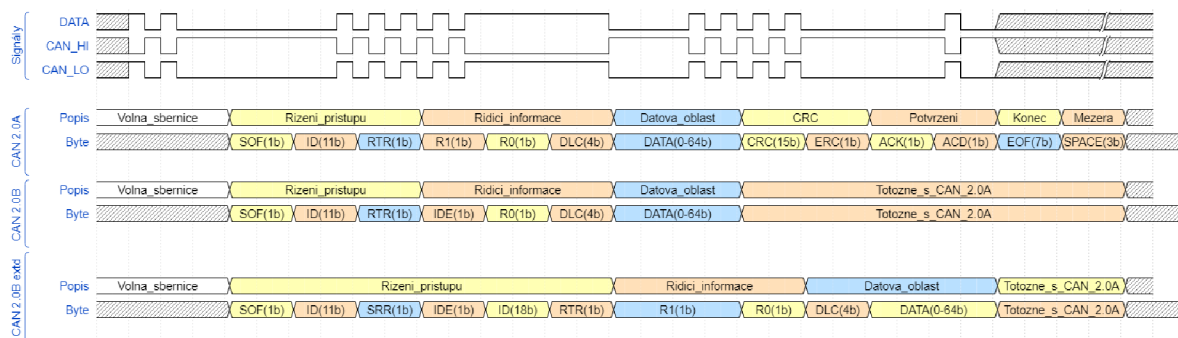 Signály
DATA
CAN_HI
CAN_LO
CAN 2.0A
Popis Volna_sbernice Rizeni_pristupu Ridici_informace Datova_oblast CRC Potvrzeni Konec Mezera
Byte SOF(1b) ID(11b) RTR(1b) R1(1b) R0(1b) DLC(4b) DATA(0-64b) CRC(15b) ERC(1b) ACK(1b) ACD(1b) EOF(7b) SPACE(3b)
CAN 2.0B
Popis Volna_sbernice Rizeni_pristupu Ridici_informace Datova_oblast Totozne_s_CAN_2.0A
Byte SOF(1b) ID(11b) RTR(1b) IDE(1b) R0(1b) DLC(4b) DATA(0-64b) Totozne_s_CAN_2.0A
CAN 2.0B extd
Popis Volna_sbernice Rizeni_pristupu Ridici_informace Datova_oblast Totozne_s_CAN_2.0A
Byte SOF(1b) ID(11b) SRR(1b) IDE(1b) ID(18b) RTR(1b) R1(1b) R0(1b) DLC(4b) DATA(0-64b) Totozne_s_CAN_2.0A